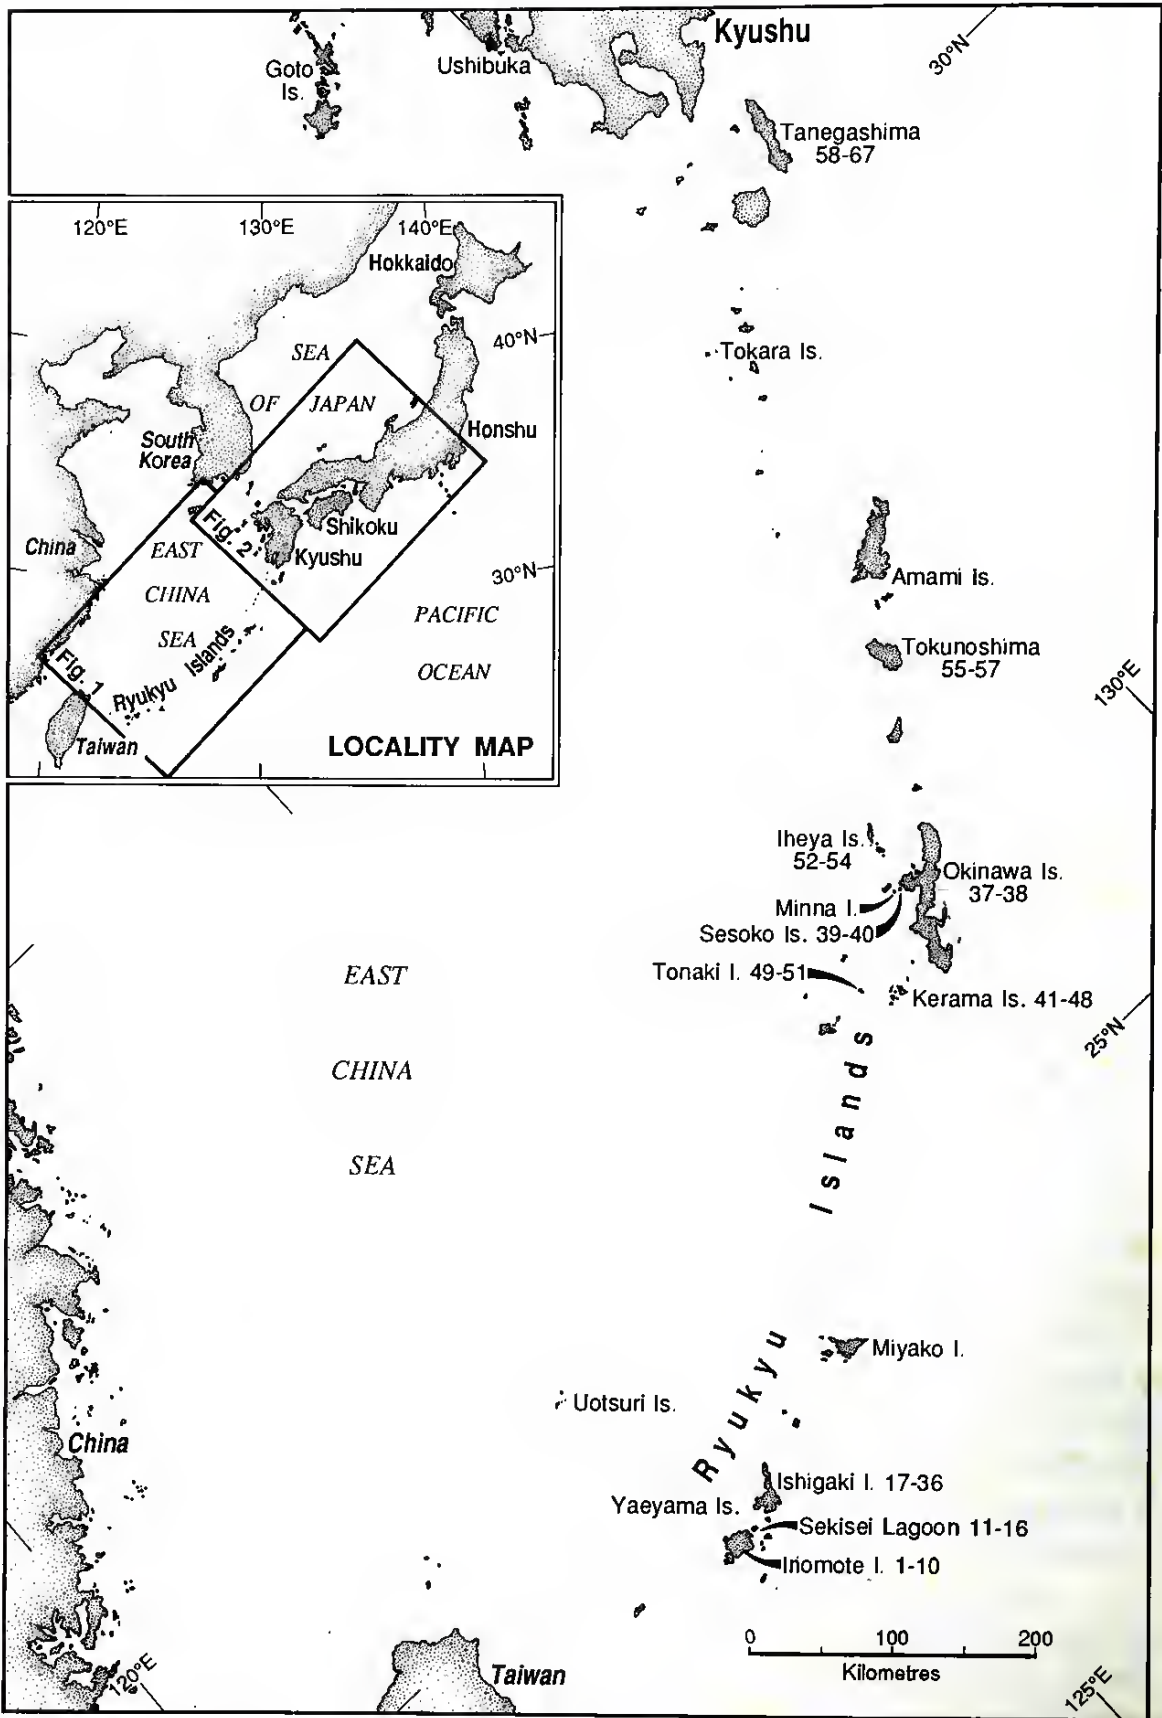 Kyushu
30°N
Goto
Is.
Ushibuka
Tanegashima
58-67
120°E
130°E
140°E
Hokkaido
40°N
SEA
OF JAPAN
Honshu
South
Korea
Shikoku
Fig. 2
China
EAST
Kyushu
30°N
CHINA
PACIFIC
SEA
Ryukyu Islands
OCEAN
Fig. 1
Taiwan
LOCALITY MAP
Tokara Is.
Amami Is.
Tokunoshima
55-57
130°E
Iheya Is.
52-54
Okinawa Is.
37-38
Minna I.
Sesoko Is. 39-40
Tonaki I. 49-51
Kerama Is. 41-48
25°N
EAST
CHINA
SEA
Ryukyu Islands
Miyako I.
Uotsuri Is.
China
Ishigaki I. 17-36
Yaeyama Is.
Sekisei Lagoon 11-16
Iriomote I. 1-10
0 100 200
Kilometres
Taiwan
120°E
125°E